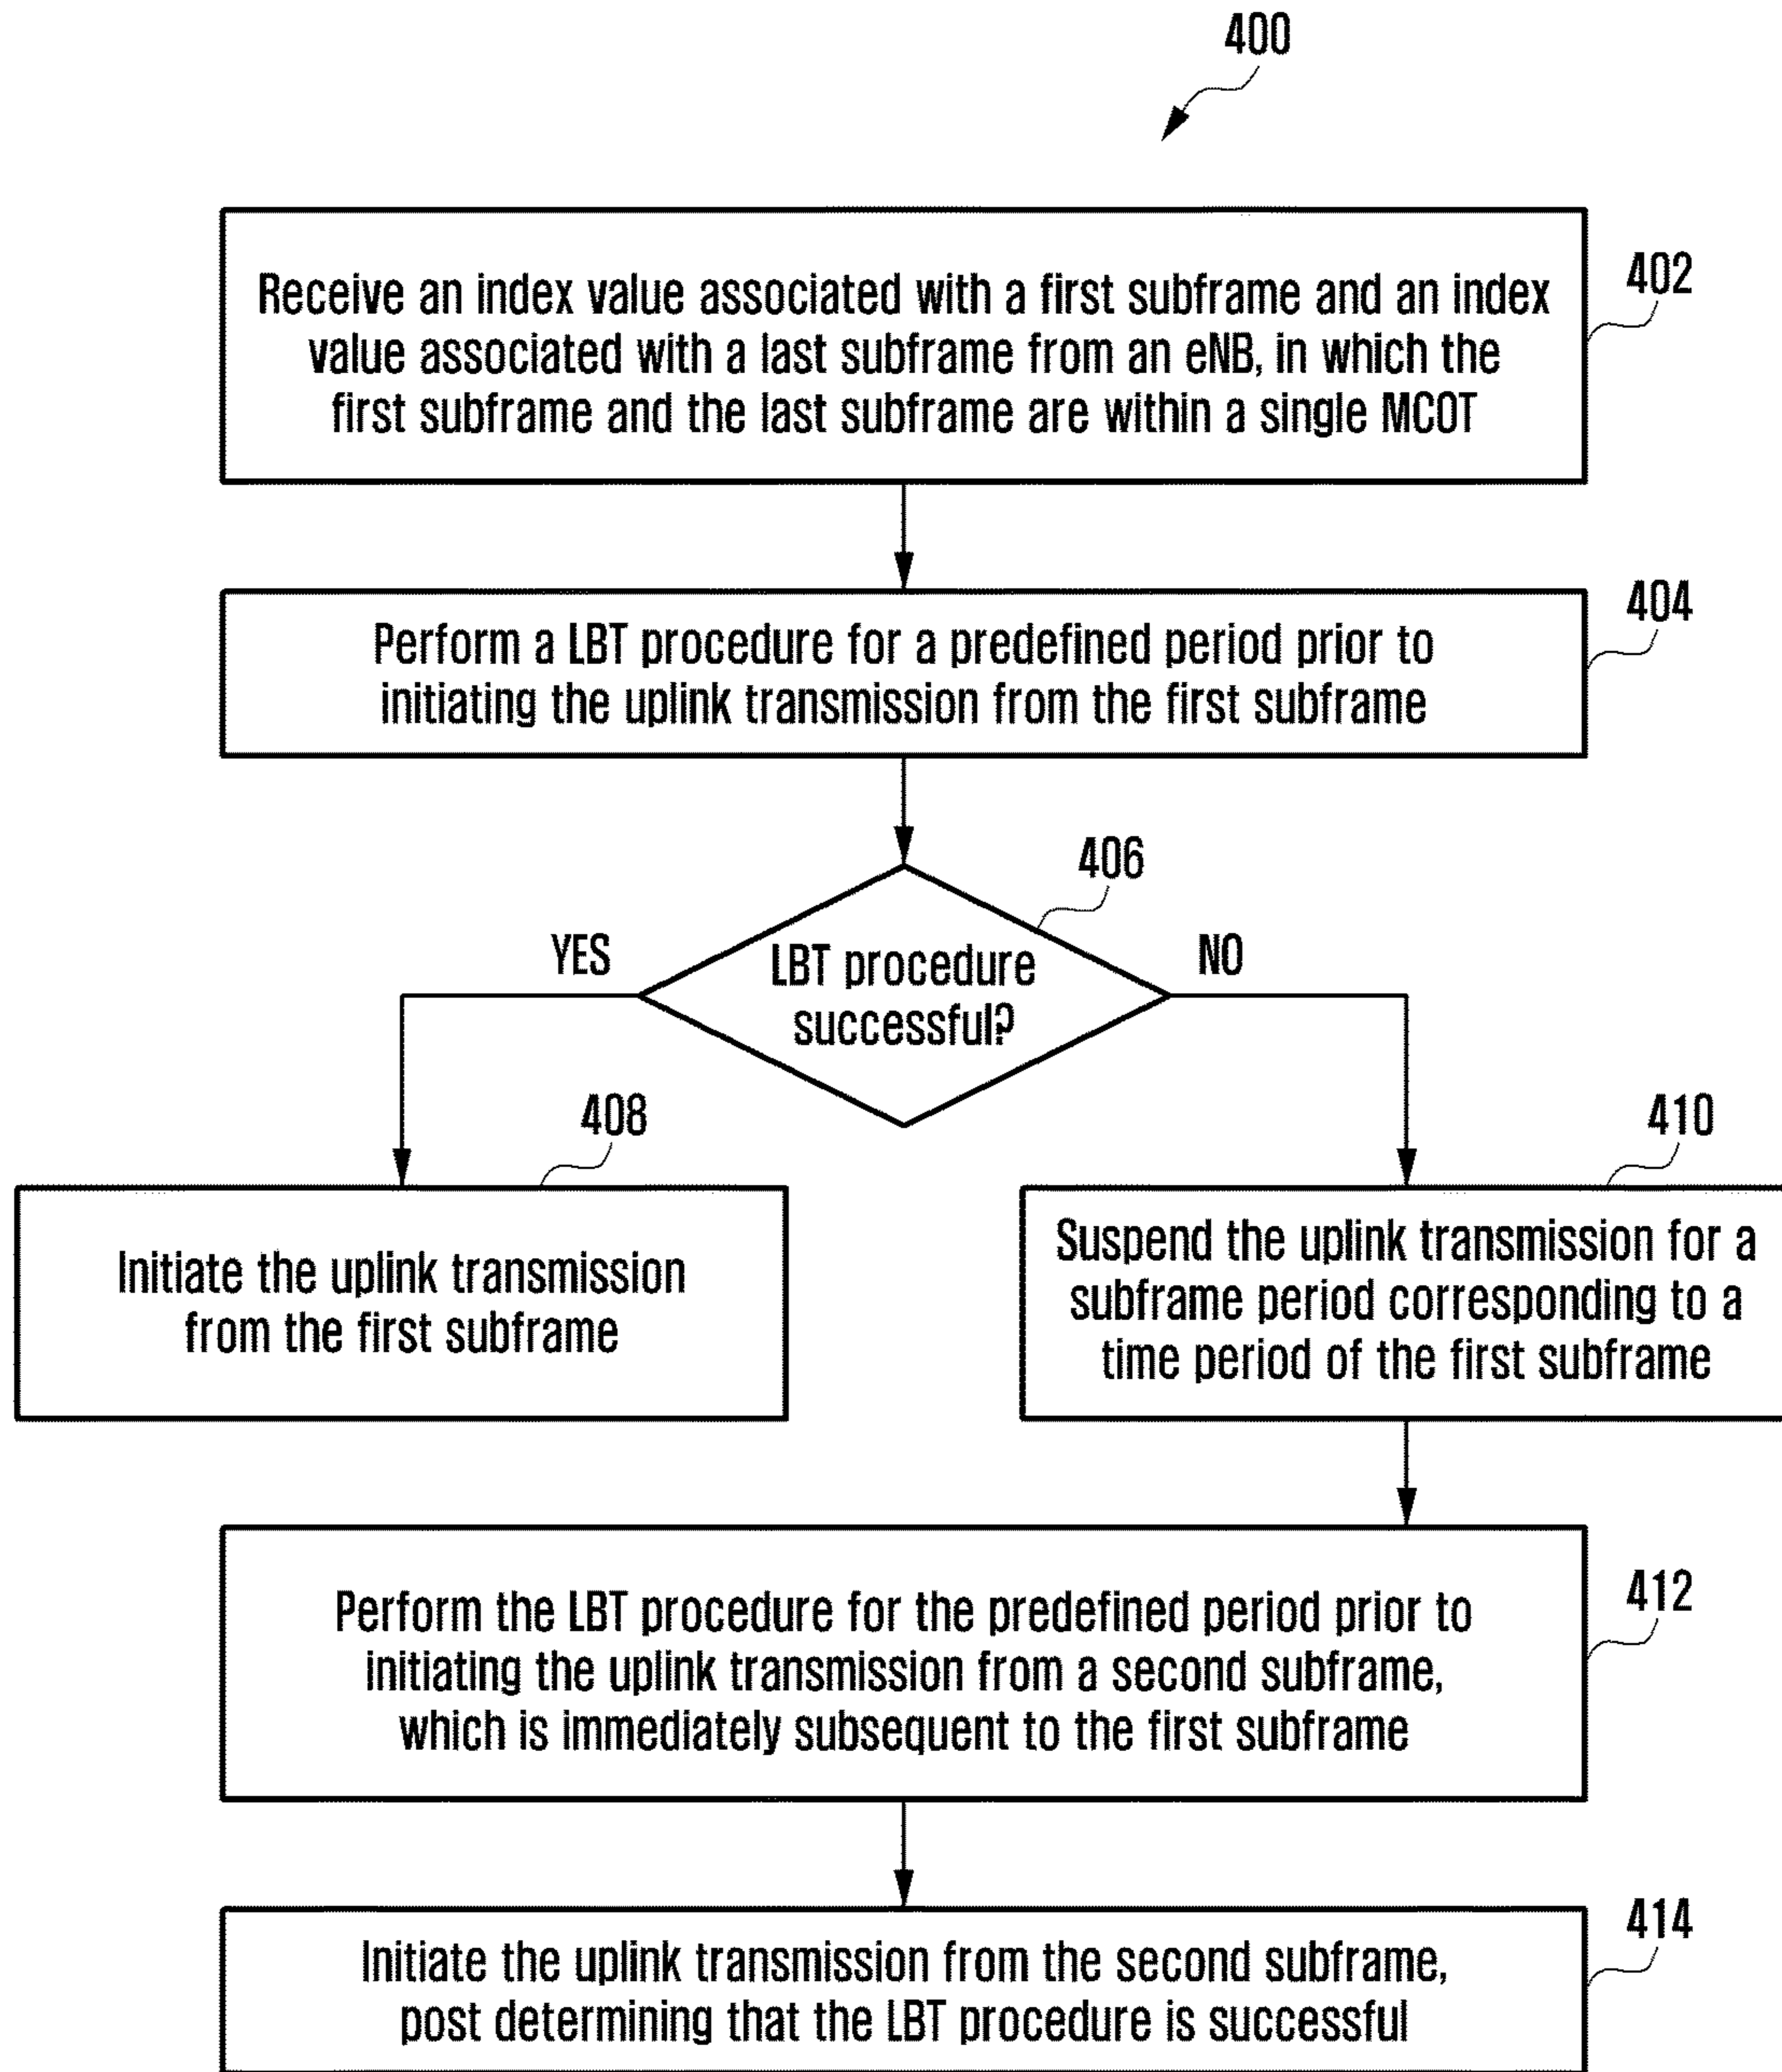 400
Receive an index value associated with a first subframe and an index
value associated with a last subframe from an eNB, in which the
first subframe and the last subframe are within a single MCOT
402
Perform a LBT procedure for a predefined period prior to
initiating the uplink transmission from the first subframe
404
406
YES
LBT procedure
successful?
NO
408
Initiate the uplink transmission
from the first subframe
410
Suspend the uplink transmission for a
subframe period corresponding to a
time period of the first subframe
Perform the LBT procedure for the predefined period prior to
initiating the uplink transmission from a second subframe,
which is immediately subsequent to the first subframe
412
Initiate the uplink transmission from the second subframe,
post determining that the LBT procedure is successful
414